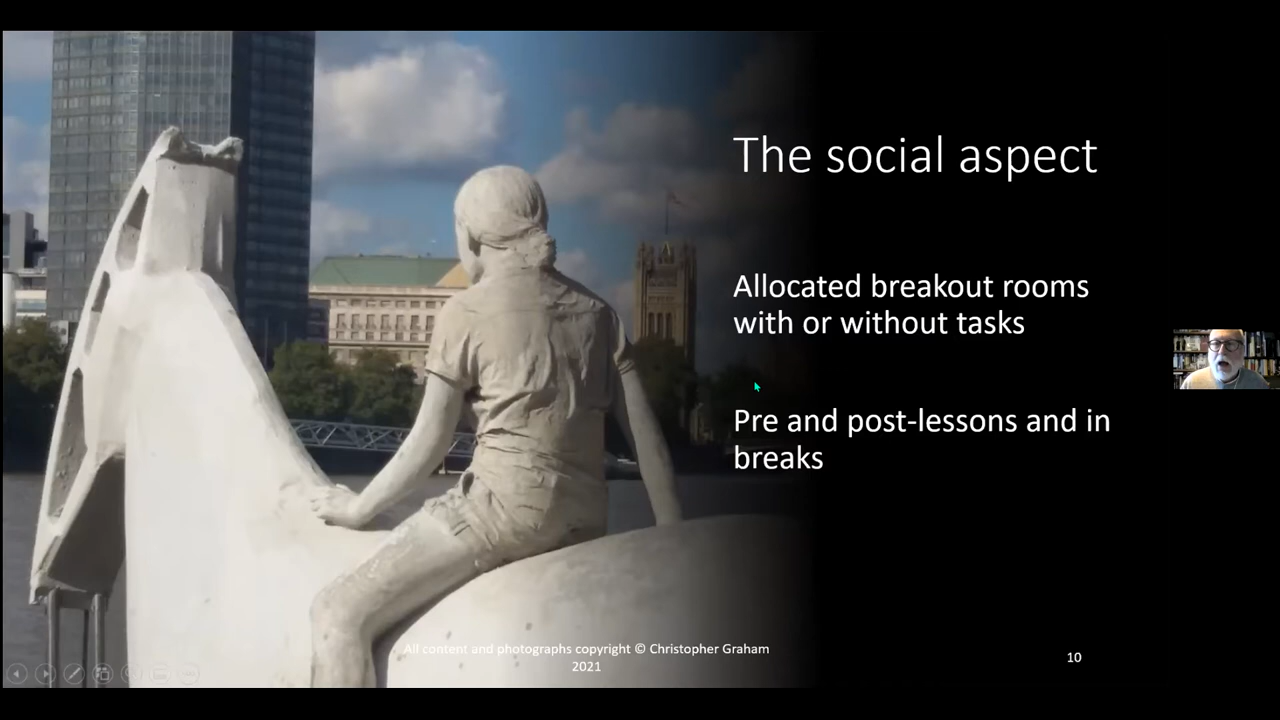 The social aspect
Allocated breakout rooms
with or without tasks
Pre and post-lessons and in
breaks
All content and photographs copyright © Christopher Graham
2021
10